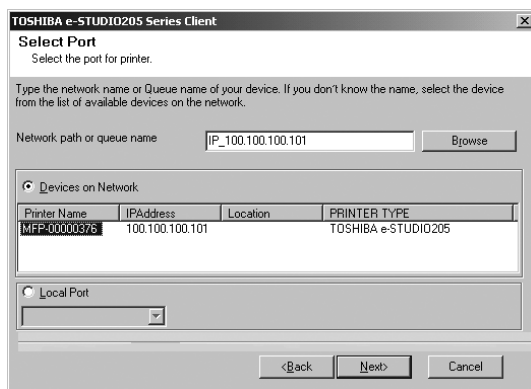 TOSHIBA e-STUDIO205 Series Client
Select Port
Select the port for printer.
Type the network name or Queue name of your device. If you don't know the name, select the device
from the list of available devices on the network.
Network path or queue name IP_100.100.100.101 Browse
Devices on Network
Printer Name IPAddress Location PRINTER TYPE
MFP-00000376 100.100.100.101 TOSHIBA e-STUDIO205
Local Port
<Back Next> Cancel